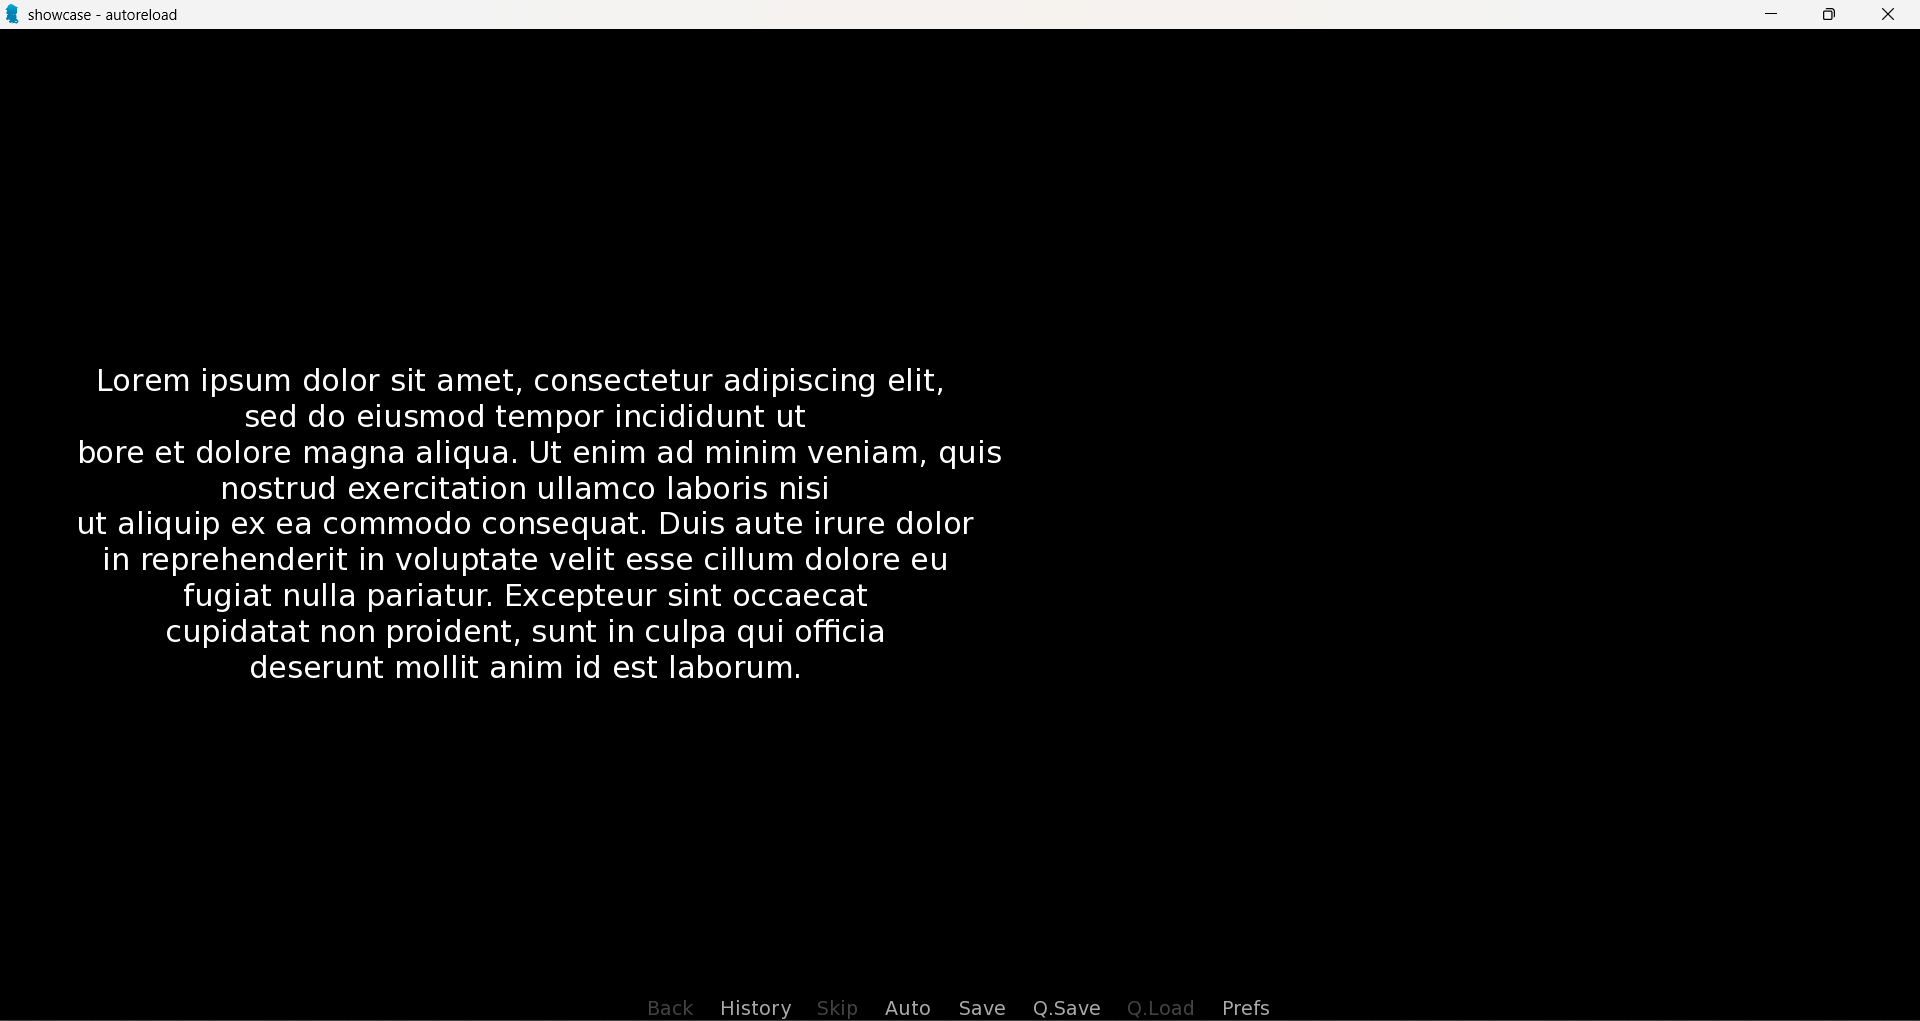 showcase - autoreload
Lorem ipsum dolor sit amet, consectetur adipiscing elit,
sed do eiusmod tempor incididunt ut
bore et dolore magna aliqua. Ut enim ad minim veniam, quis
nostrud exercitation ullamco laboris nisi
ut aliquip ex ea commodo consequat. Duis aute irure dolor
in reprehenderit in voluptate velit esse cillum dolore eu
fugiat nulla pariatur. Excepteur sint occaecat
cupidatat non proident, sunt in culpa qui officia
deserunt mollit anim id est laborum.
Back History Skip Auto Save Q.Save Q.Load Prefs